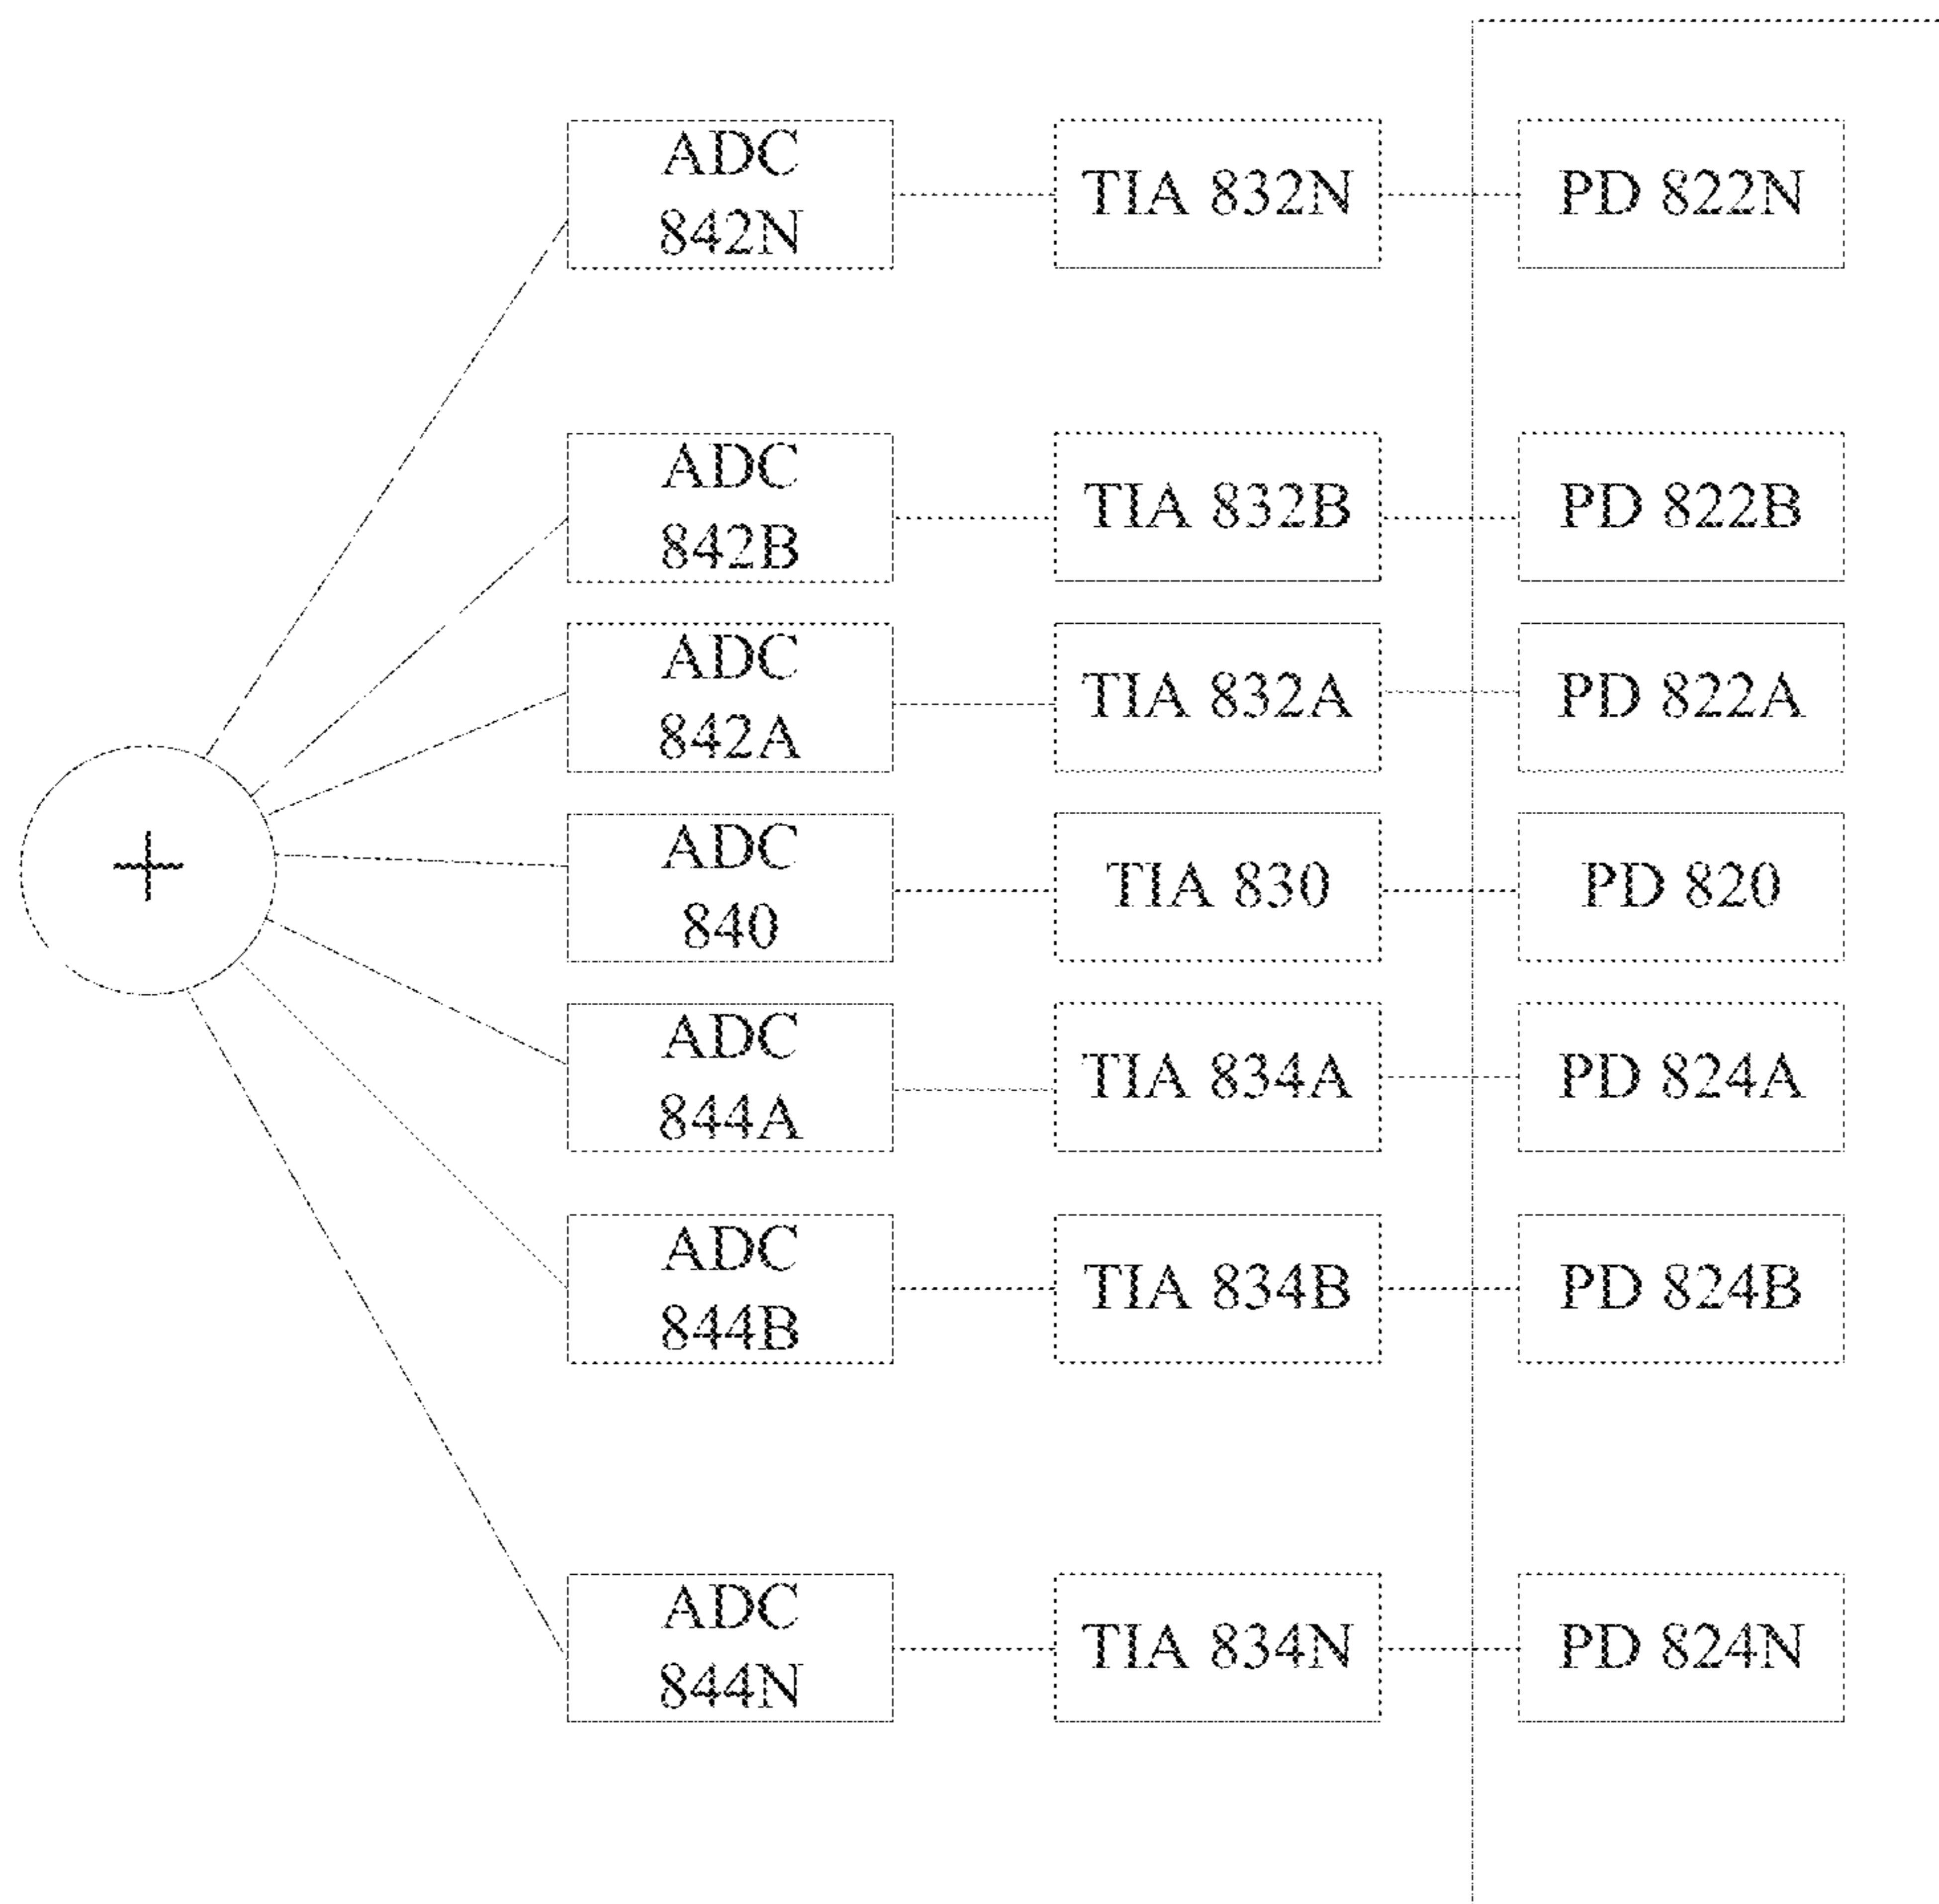 ADC
842N
TIA 832N
PD 822N
ADC
842B
TIA 832B
PD 822B
ADC
842A
TIA 832A
PD 822A
+
ADC
840
TIA 830
PD 820
ADC
844A
TIA 834A
PD 824A
ADC
844B
TIA 834B
PD 824B
ADC
844N
TIA 834N
PD 824N